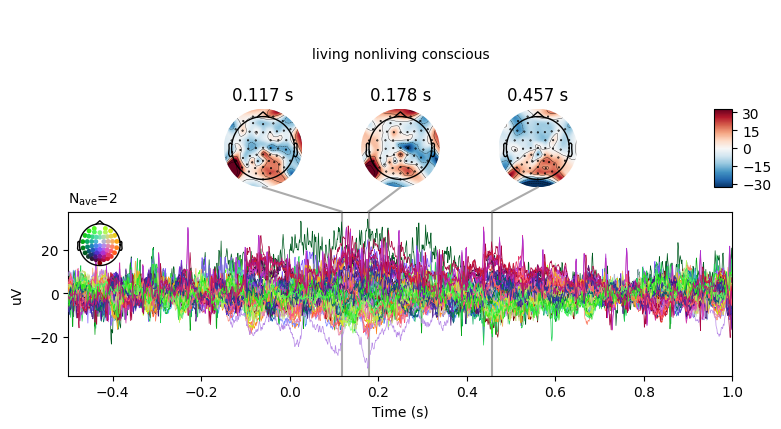 living nonliving conscious
0.117 s 0.178 s 0.457 s
30
15
0
−15
−30
Nave=2
20
0
−20
uV
−0.4 −0.2 0.0 0.2 0.4 0.6 0.8 1.0
Time (s)